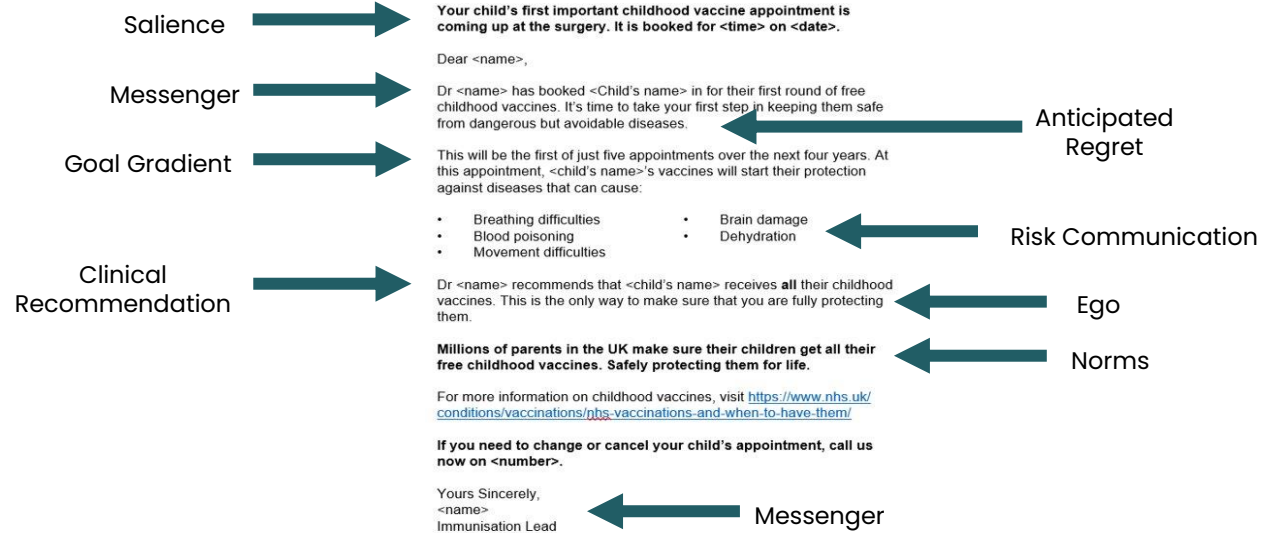 Salience
Your child's first important childhood vaccine appointment is
coming up at the surgery. It is booked for <time> on <date>.
Dear <name>,
Messenger
Dr <name> has booked <Child's name> in for their first round of free
childhood vaccines. It's time to take your first step in keeping them safe
from dangerous but avoidable diseases.
Anticipated
Regret
Goal Gradient
This will be the first of just five appointments over the next four years. At
this appointment, <child's name>'s vaccines will start their protection
against diseases that can cause:
• Breathing difficulties
• Blood poisoning
• Movement difficulties
• Brain damage
• Dehydration
Risk Communication
Clinical
Recommendation
Dr <name> recommends that <child's name> receives all their childhood
vaccines. This is the only way to make sure that you are fully protecting
them.
Ego
Millions of parents in the UK make sure their children get all their
free childhood vaccines. Safely protecting them for life.
Norms
For more information on childhood vaccines, visit https://www.nhs.uk/
conditions/vaccinations/nhs-vaccinations-and-when-to-have-them/
If you need to change or cancel your child's appointment, call us
now on <number>.
Yours Sincerely,
<name>
Immunisation Lead
Messenger